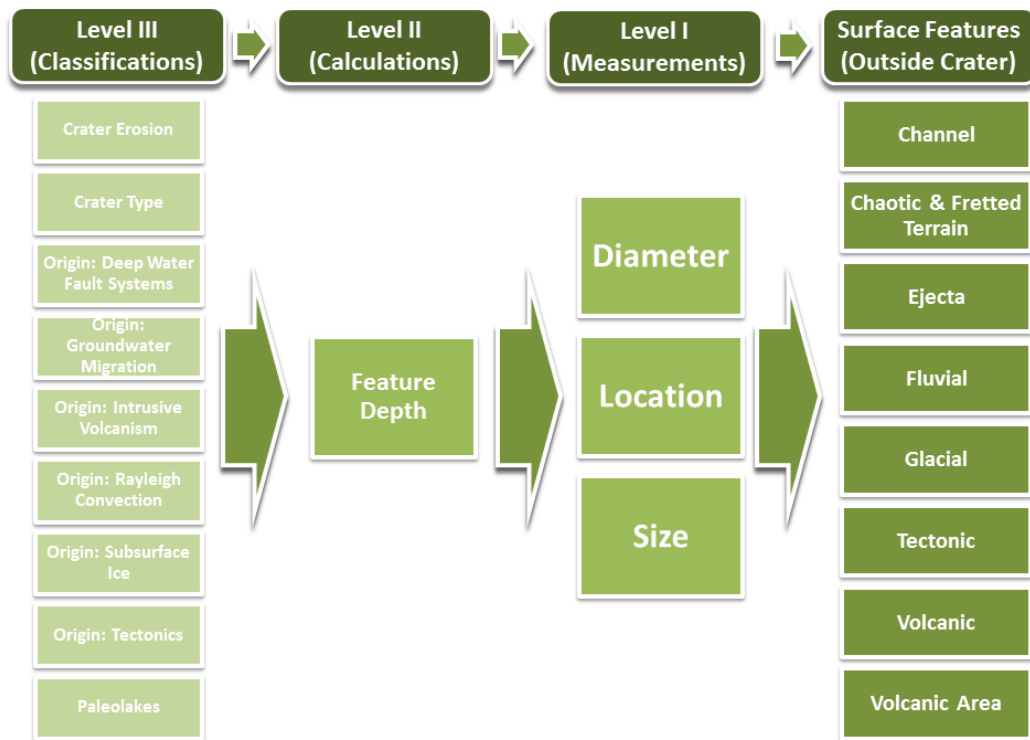 Level III
(Classifications)
Level II
(Calculations)
Level I
(Measurements)
Surface Features
(Outside Crater)
Crater Erosion
Crater Type
Origin: Deep Water
Fault Systems
Origin:
Groundwater
Migration
Origin: Intrusive
Volcanism
Origin: Rayleigh
Convection
Origin: Subsurface
Ice
Origin: Tectonics
Paleolakes
Feature
Depth
Diameter
Location
Size
Channel
Chaotic & Fretted
Terrain
Ejecta
Fluvial
Glacial
Tectonic
Volcanic
Volcanic Area